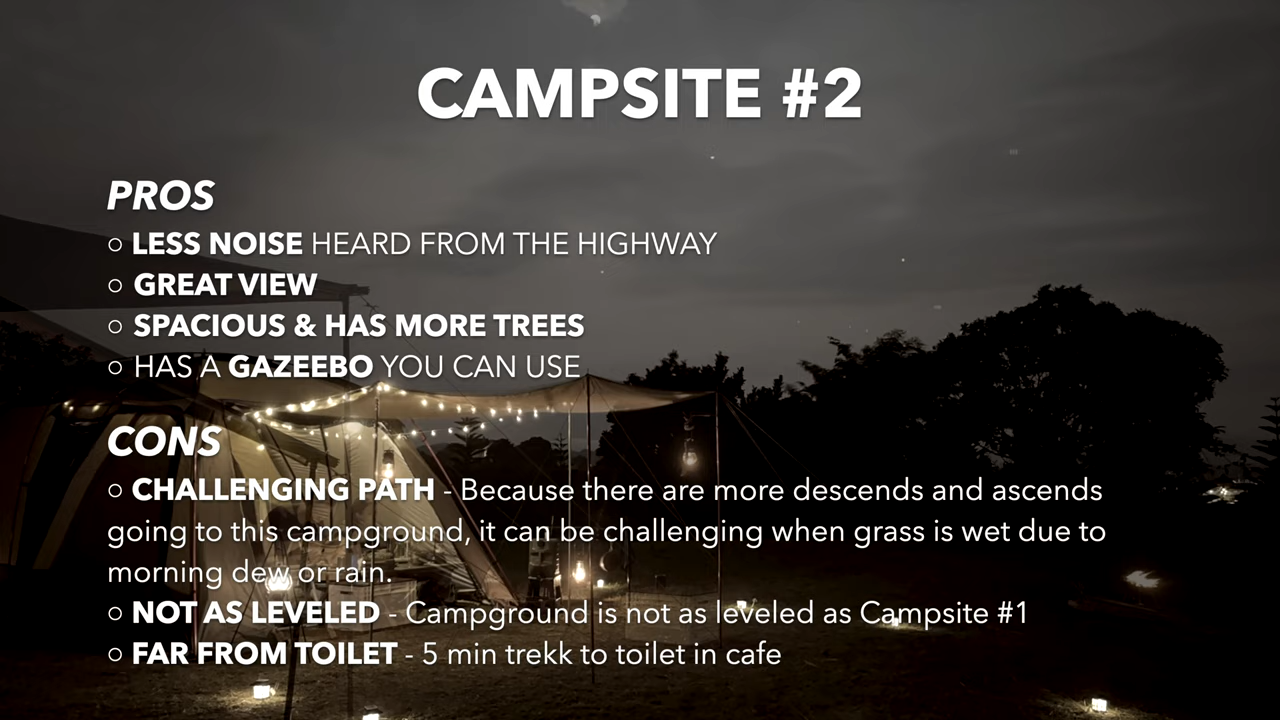 CAMPSITE #2
PROS
○ LESS NOISE HEARD FROM THE HIGHWAY
○ GREAT VIEW
○ SPACIOUS & HAS MORE TREES
○ HAS A GAZEEBO YOU CAN USE
CONS
○ CHALLENGING PATH - Because there are more descends and ascends
going to this campground, it can be challenging when grass is wet due to
morning dew or rain.
○ NOT AS LEVELED - Campground is not as leveled as Campsite #1
○ FAR FROM TOILET - 5 min trekk to toilet in cafe